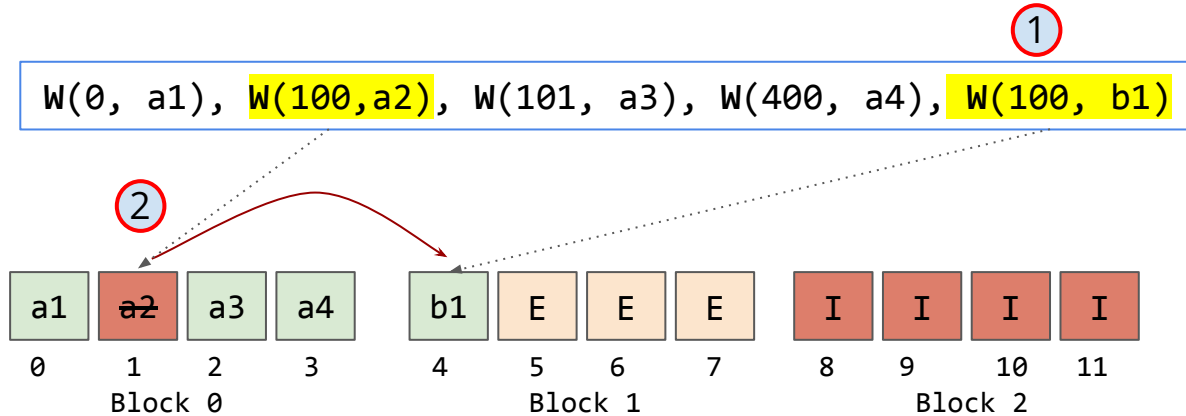 1
W(0, a1), W(100,a2), W(101, a3), W(400, a4), W(100, b1)
2
a1 a2 a3 a4 b1 E E E I I I I
0 1 2 3 4 5 6 7 8 9 10 11
Block 0 Block 1 Block 2